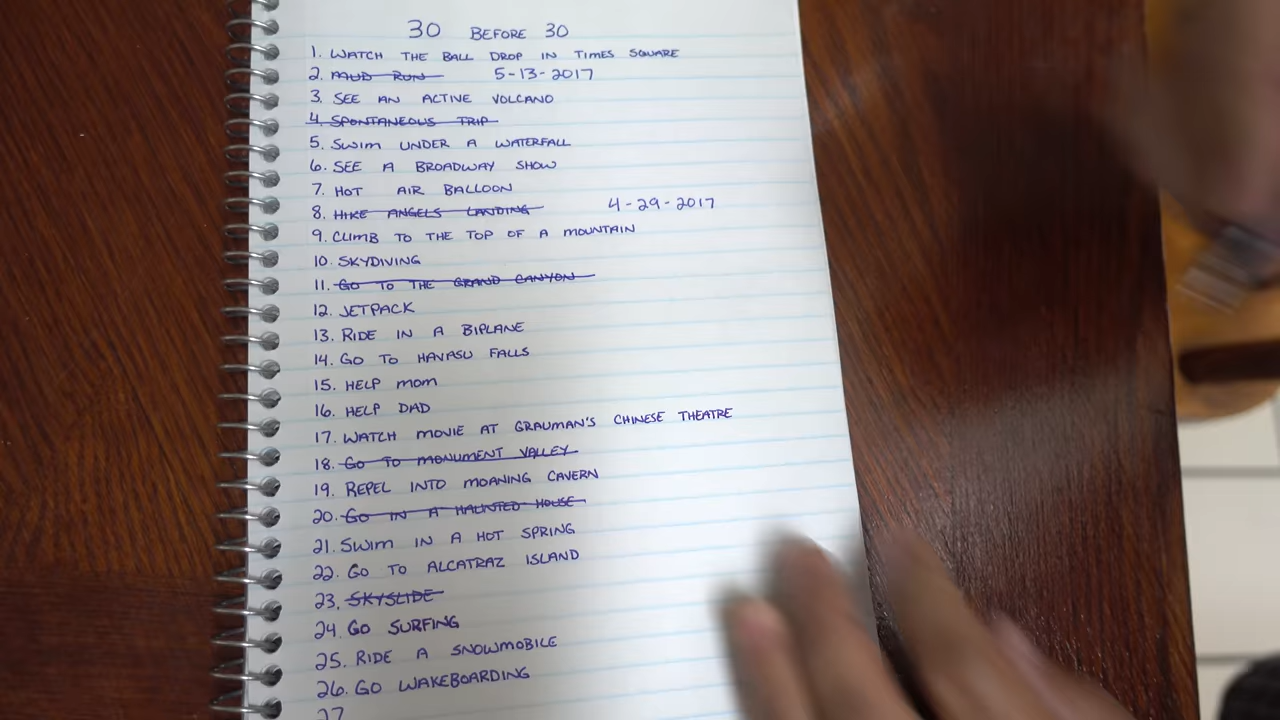 30 BEFORE 30
1. WATCH THE BALL DROP IN TIMES SQUARE
2. MUD RUN 5-13-2017
3. SEE AN ACTIVE VOLCANO
4. SPONTANEOUS TRIP
5. SWIM UNDER A WATERFALL
6. SEE A BROADWAY SHOW
7. HOT AIR BALLOON
8. HIKE ANGELS LANDING 4-29-2017
9. CLIMB TO THE TOP OF A MOUNTAIN
10. SKYDIVING
11. GO TO THE GRAND CANYON
12. JETPACK
13. RIDE IN A BIPLANE
14. GO TO HAVASU FALLS
15. HELP MOM
16. HELP DAD
17. WATCH MOVIE AT GRAUMAN'S CHINESE THEATRE
18. GO TO MONUMENT VALLEY
19. REPEL INTO MOANING CAVERN
20. GO IN A HAUNTED HOUSE
21. SWIM IN A HOT SPRING
22. GO TO ALCATRAZ ISLAND
23. SKYSLIDE
24. GO SURFING
25. RIDE A SNOWMOBILE
26. GO WAKEBOARDING
27